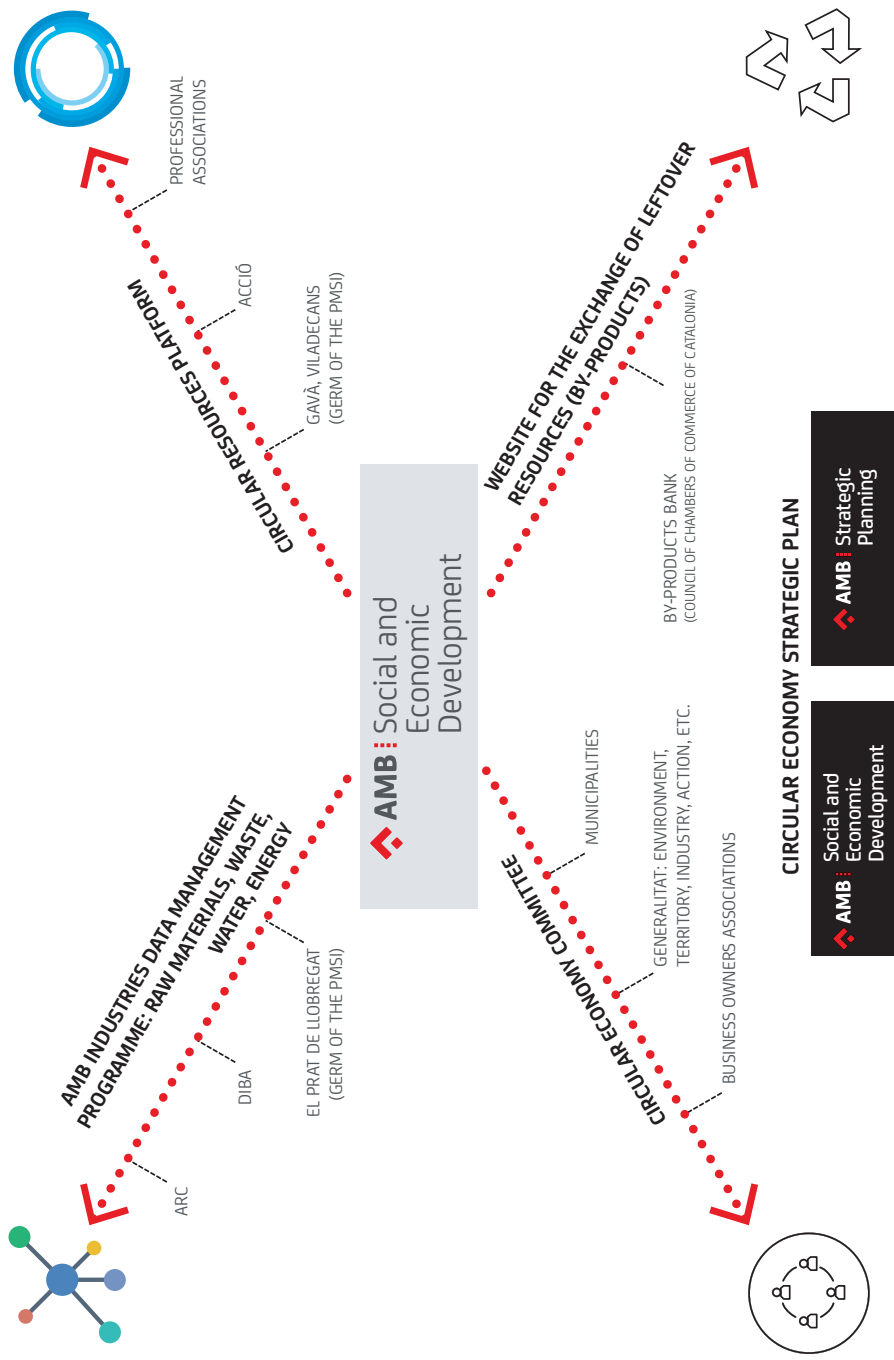 AMB INDUSTRIES DATA MANAGEMENT
PROGRAMME: RAW MATERIALS, WASTE,
WATER, ENERGY
ARC
DIBA
EL PRAT DE LLOBREGAT
(GERM OF THE PMSI)
CIRCULAR RESOURCES PLATFORM
PROFESSIONAL
ASSOCIATIONS
ACCIÓ
GAVÀ, VILADECANS
(GERM OF THE PMSI)
AMB Social and
Economic
Development
CIRCULAR ECONOMY COMMITTEE
MUNICIPALITIES
GENERALITAT: ENVIRONMENT,
TERRITORY, INDUSTRY, ACTION, ETC.
BUSINESS OWNERS ASSOCIATIONS
WEBSITE FOR THE EXCHANGE OF LEFTOVER
RESOURCES (BY-PRODUCTS)
BY-PRODUCTS BANK
(COUNCIL OF CHAMBERS OF COMMERCE OF CATALONIA)
CIRCULAR ECONOMY STRATEGIC PLAN
AMB Social and
Economic
Development
AMB Strategic
Planning